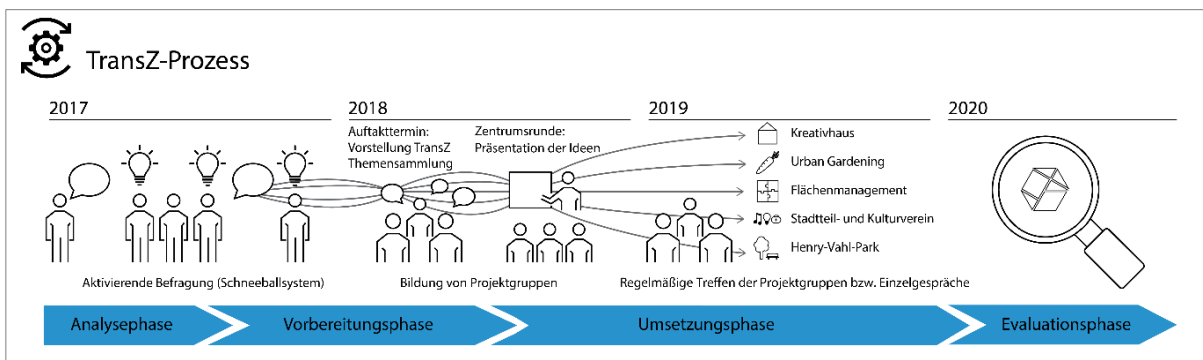 TransZ-Prozess
2017
2018
2019
2020
Auftakttermin:
Vorstellung TransZ
Themensammlung
Zentrumsrunde:
Präsentation der Ideen
Kreativhaus
Urban Gardening
Flächenmanagement
Stadtteil- und Kulturverein
Henry-Vahl-Park
Aktivierende Befragung (Schneeballsystem)
Bildung von Projektgruppen
Regelmäßige Treffen der Projektgruppen bzw. Einzelgespräche
Analysephase
Vorbereitungsphase
Umsetzungsphase
Evaluationsphase